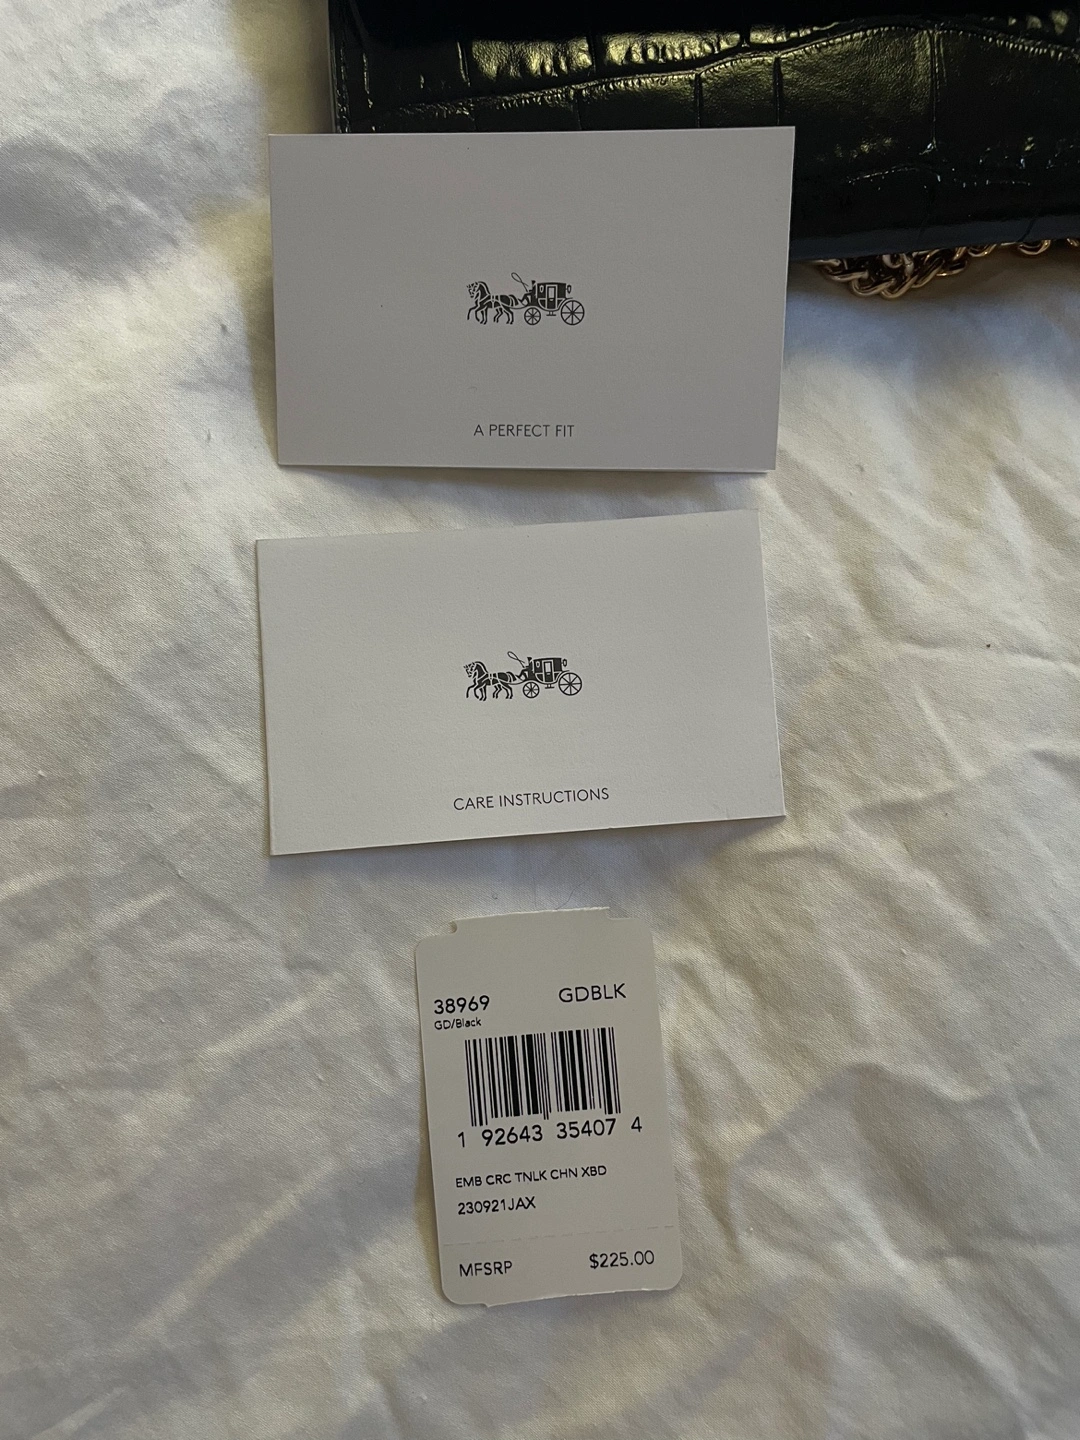 A PERFECT FIT
CARE INSTRUCTIONS
38969 GDBLK
GD/Black
1 92643 35407 4
EMB CRC TNLK CHN XBD
230921JAX
MFSRP $225.00